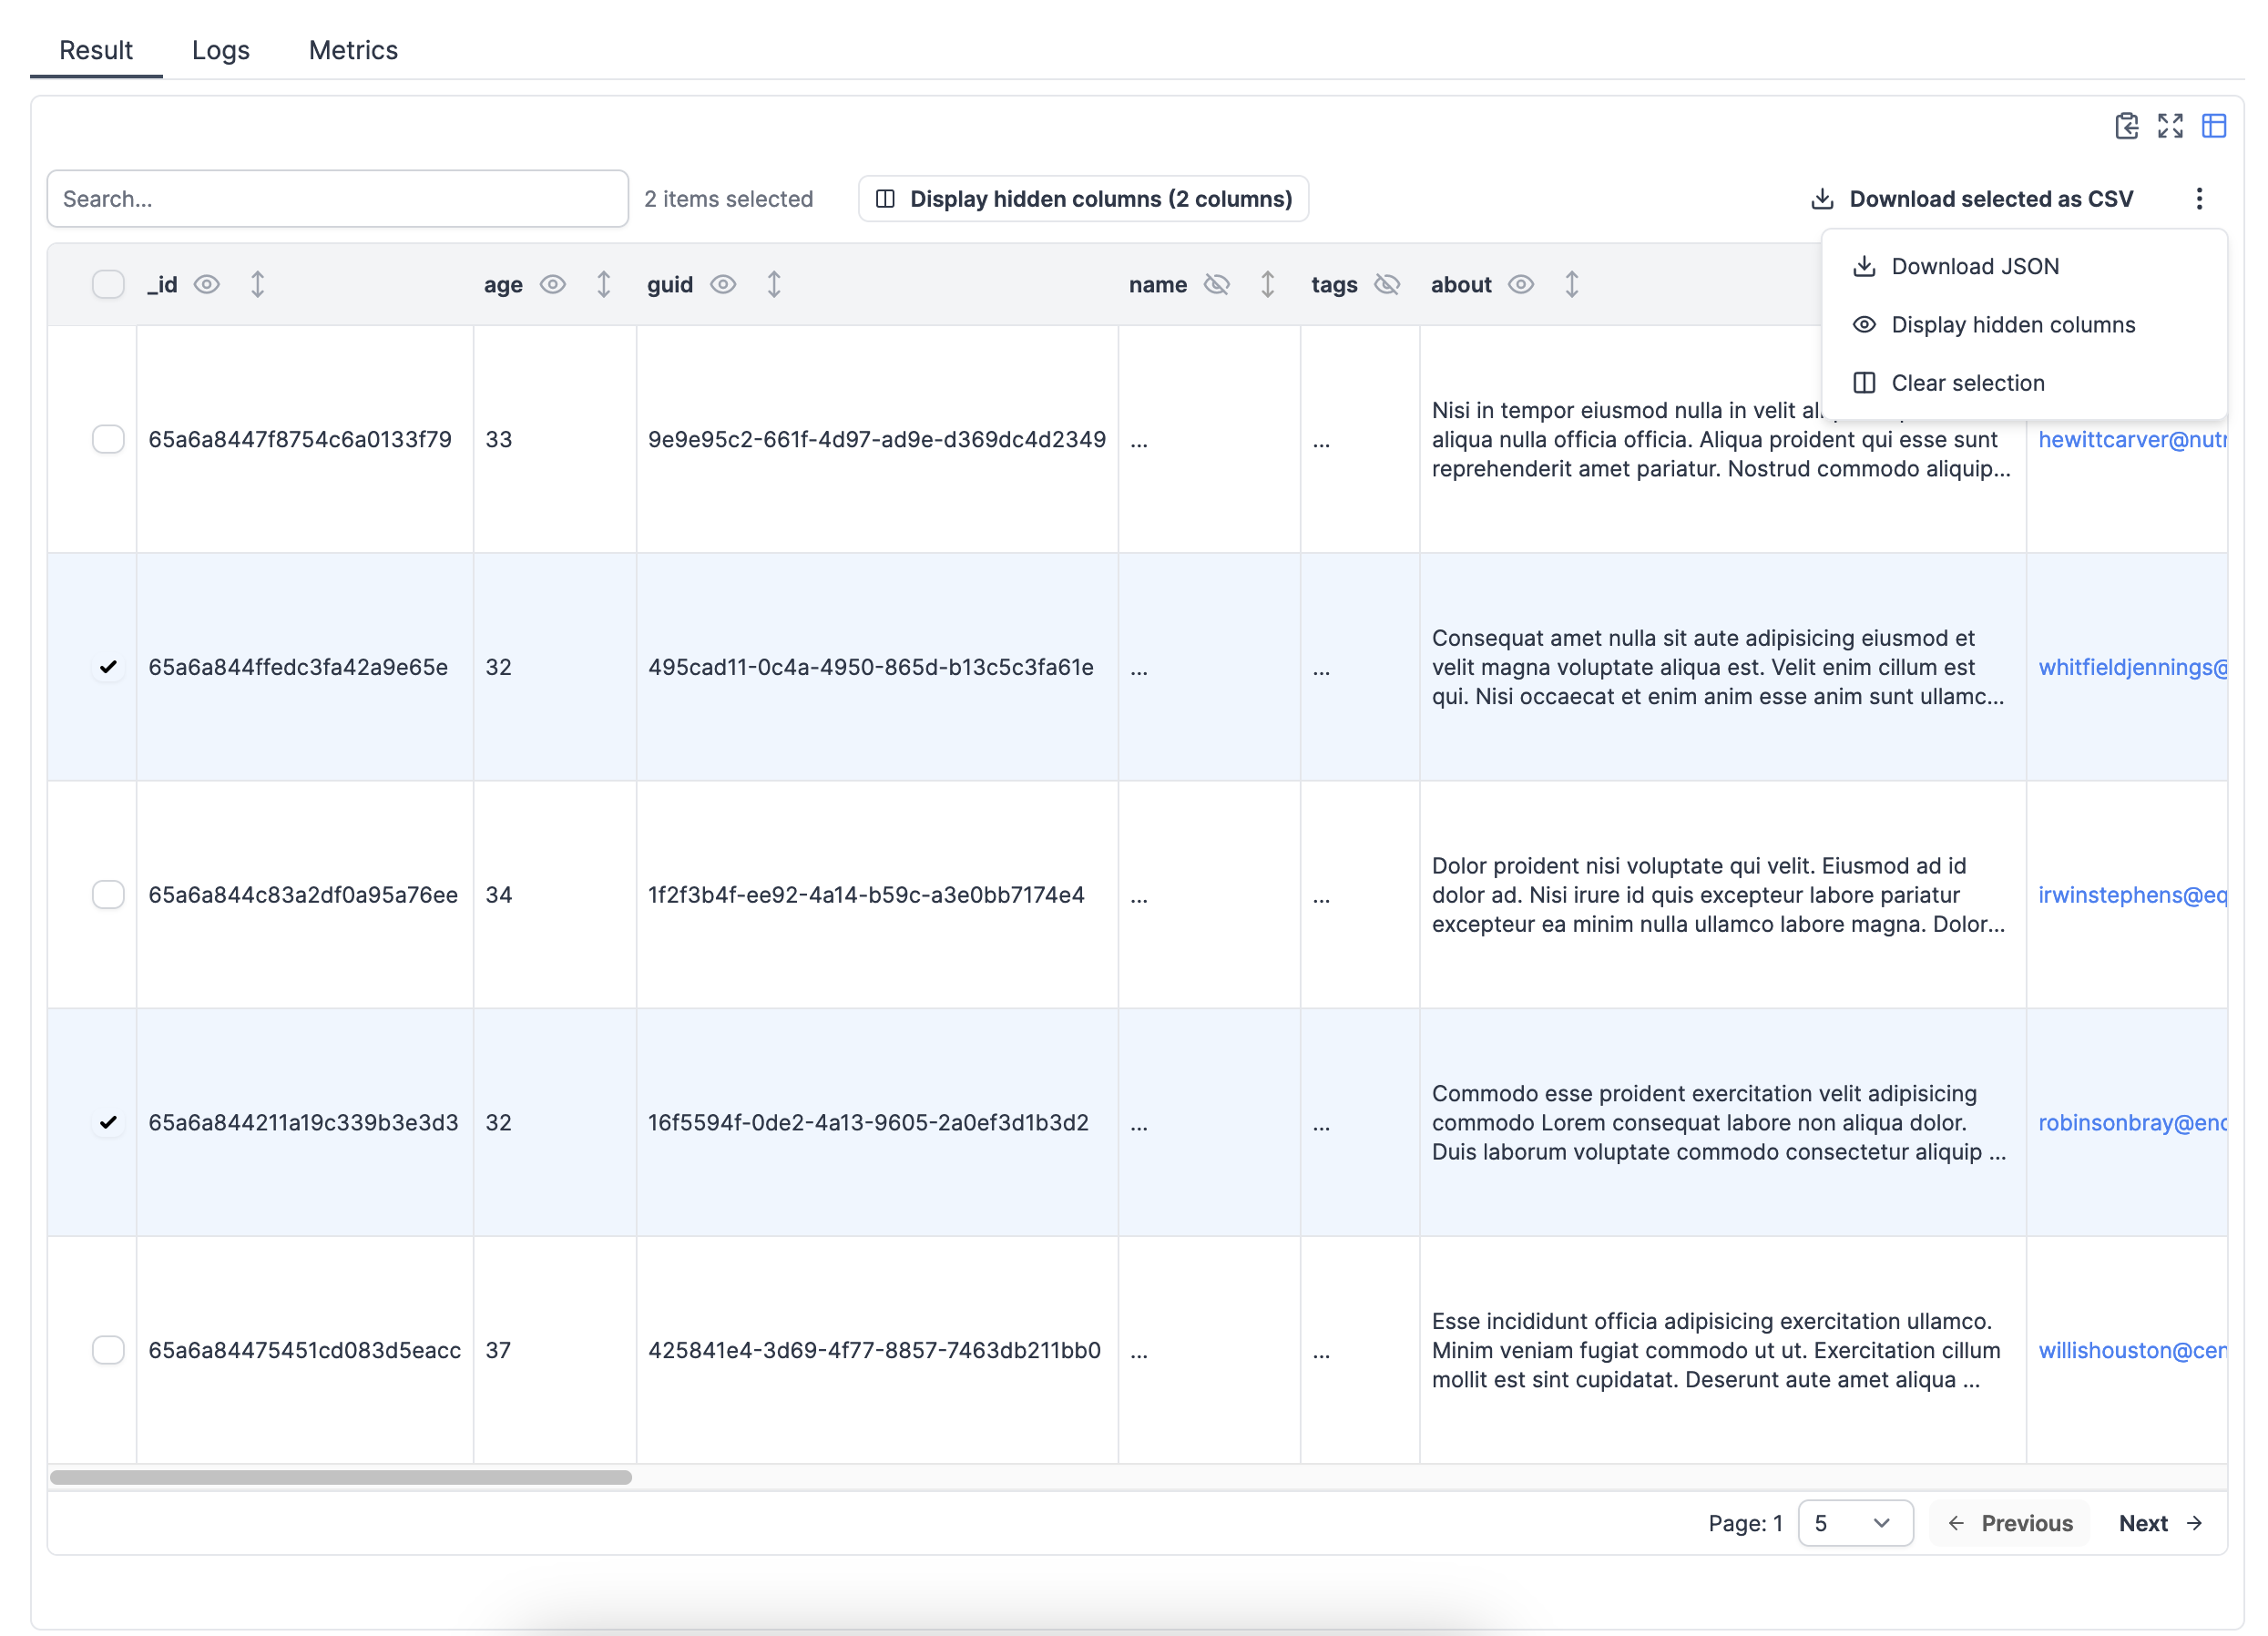 Result Logs Metrics
Search...
2 items selected
Display hidden columns (2 columns)
Download selected as CSV
Download JSON
Display hidden columns
Clear selection
_id age guid name tags about
65a6a8447f8754c6a0133f79 33 9e9e95c2-661f-4d97-ad9e-d369dc4d2349 ... ...
Nisi in tempor eiusmod nulla in velit
aliqua nulla officia officia. Aliqua proident qui esse sunt
reprehenderit amet pariatur. Nostrud commodo aliquip...
hewittcarver@nutr
65a6a844ffedc3fa42a9e65e 32 495cad11-0c4a-4950-865d-b13c5c3fa61e ... ...
Consequat amet nulla sit aute adipisicing eiusmod et
velit magna voluptate aliqua est. Velit enim cillum est
qui. Nisi occaecat et enim anim esse anim sunt ullamc...
whitfieldjennings@
65a6a844c83a2df0a95a76ee 34 1f2f3b4f-ee92-4a14-b59c-a3e0bb7174e4 ... ...
Dolor proident nisi voluptate qui velit. Eiusmod ad id
dolor ad. Nisi irure id quis excepteur labore pariatur
excepteur ea minim nulla ullamco labore magna. Dolor...
irwinstephens@eq
65a6a844211a19c339b3e3d3 32 16f5594f-0de2-4a13-9605-2a0ef3d1b3d2 ... ...
Commodo esse proident exercitation velit adipisicing
commodo Lorem consequat labore non aliqua dolor.
Duis laborum voluptate commodo consectetur aliquip ...
robinsonbray@enc
65a6a84475451cd083d5eacc 37 425841e4-3d69-4f77-8857-7463db211bb0 ... ...
Esse incididunt officia adipisicing exercitation ullamco.
Minim veniam fugiat commodo ut ut. Exercitation cillum
mollit est sint cupidatat. Deserunt aute amet aliqua ...
willishouston@cen
Page: 1 5 Previous Next